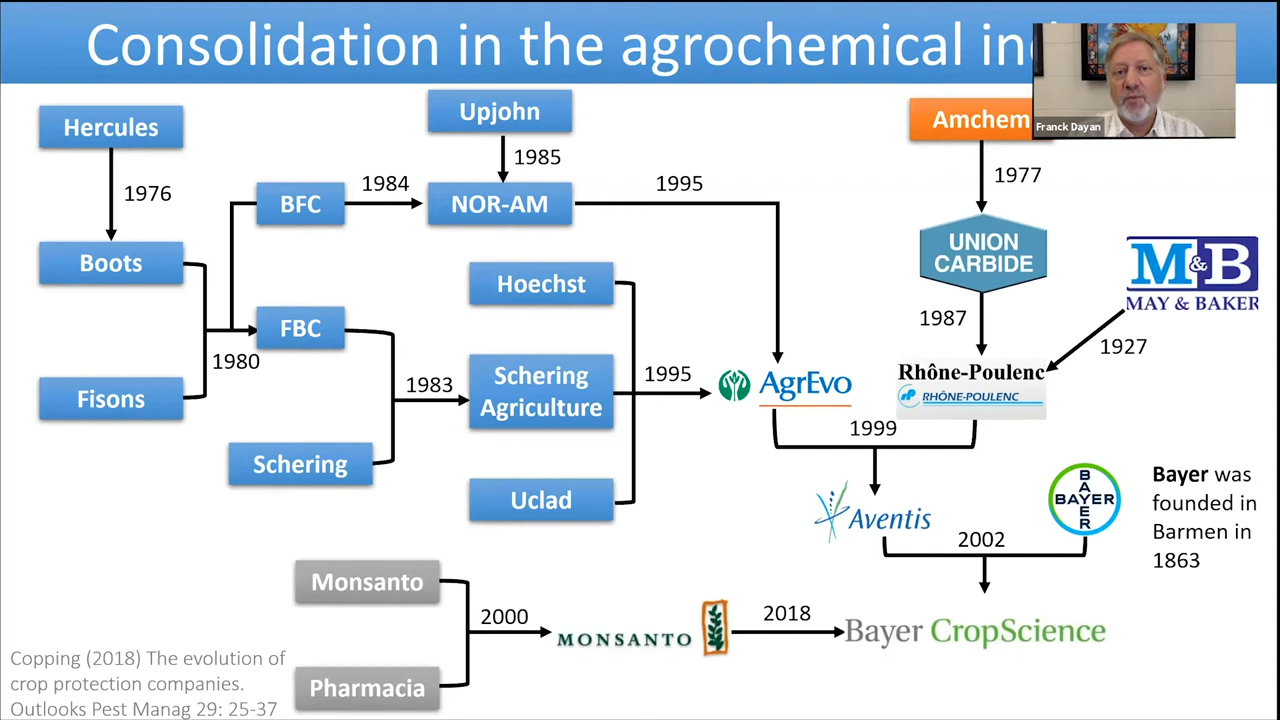 Consolidation in the agrochemical in
Franck Dayan
Hercules
Upjohn
Amchem
1976
1985
1977
BFC
1984
NOR-AM
1995
UNION
CARBIDE
M&B
MAY & BAKER
Boots
Hoechst
1987
1927
FBC
1980
Fisons
1983
Schering
Agriculture
1995
AgrEvo
Rhône-Poulenc
RHÔNE-POULENC
1999
Schering
Uclad
Aventis
BAYER
BAYER
Bayer was
founded in
Barmen in
1863
2002
Monsanto
2000
MONSANTO
2018
Bayer CropScience
Pharmacia
Copping (2018) The evolution of
crop protection companies.
Outlooks Pest Manag 29: 25-37